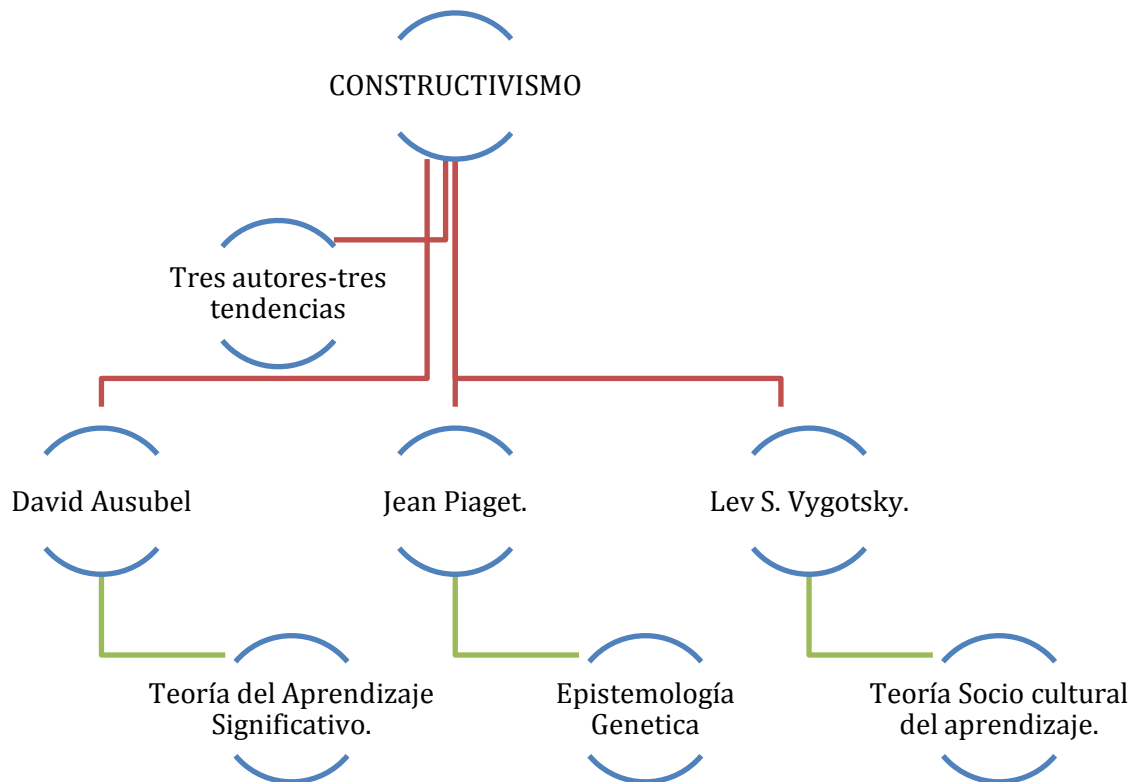 CONSTRUCTIVISMO
Tres autores-tres
tendencias
David Ausubel
Jean Piaget.
Lev S. Vygotsky.
Teoría del Aprendizaje
Significativo.
Epistemología
Genetica
Teoría Socio cultural
del aprendizaje.